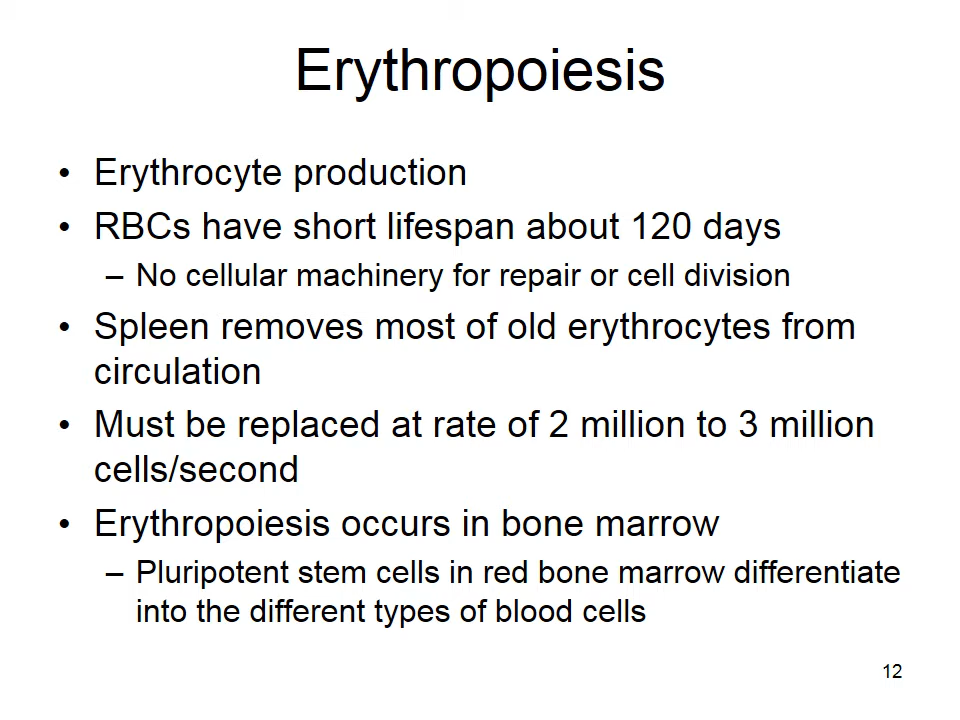 Erythropoiesis
• Erythrocyte production
• RBCs have short lifespan about 120 days
– No cellular machinery for repair or cell division
• Spleen removes most of old erythrocytes from
circulation
• Must be replaced at rate of 2 million to 3 million
cells/second
• Erythropoiesis occurs in bone marrow
– Pluripotent stem cells in red bone marrow differentiate
into the different types of blood cells
12